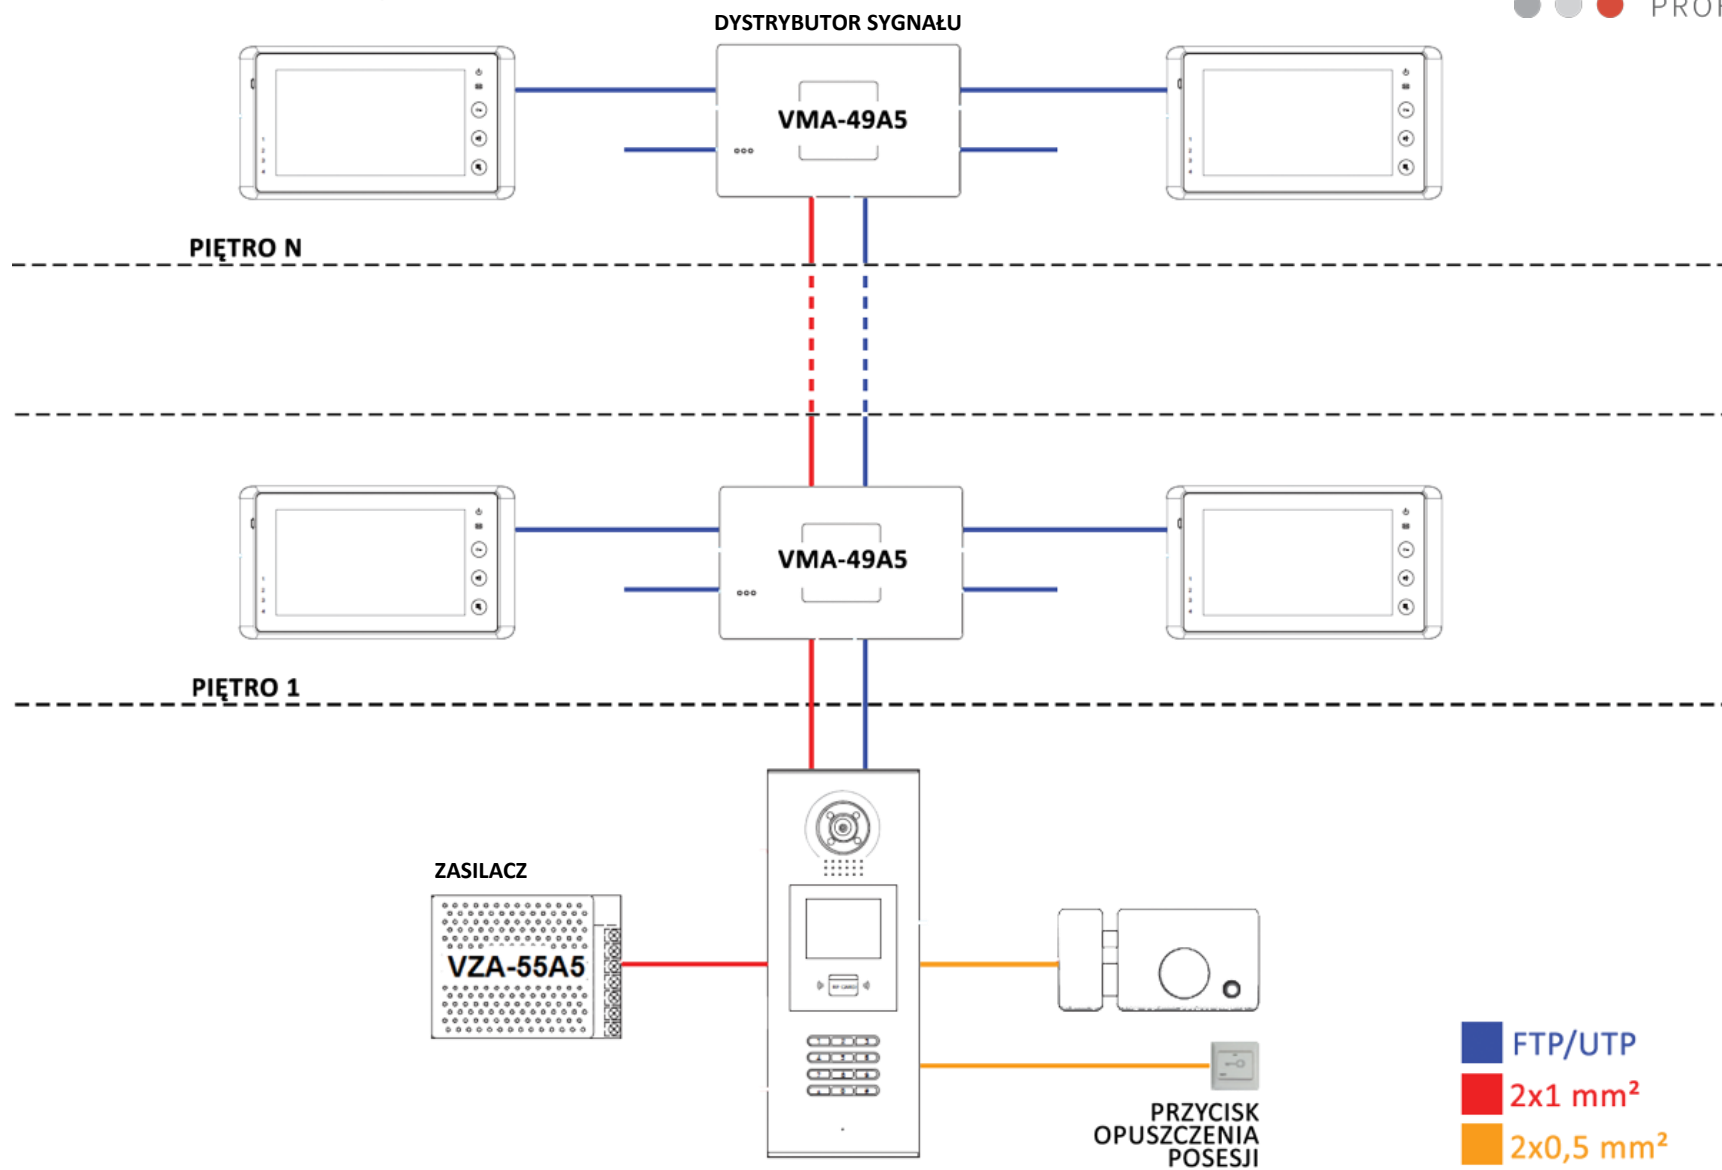 DYSTRYBUTOR SYGNAŁU
VMA-49A5
PIĘTRO N
VMA-49A5
PIĘTRO 1
ZASILACZ
VZA-55A5
PRZYCISK
OPUSZCZENIA
POSESJI
FTP/UTP
2x1 mm²
2x0,5 mm²